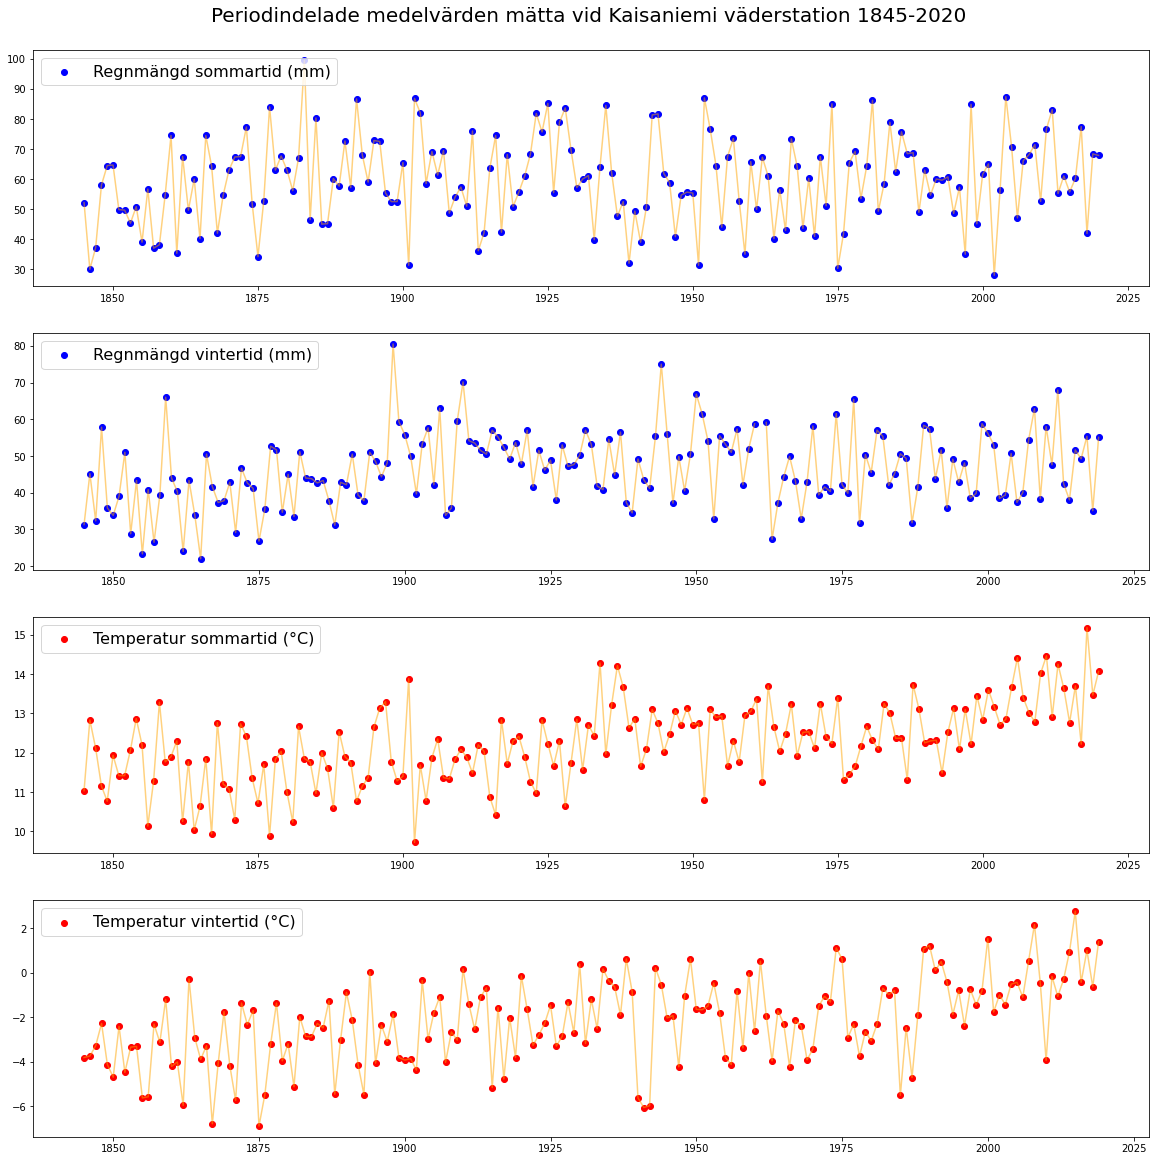 Periodindelade medelvärden mätta vid Kaisaniemi väderstation 1845-2020
Regnmängd sommartid (mm)
100
90
80
70
60
50
40
30
1850 1875 1900 1925 1950 1975 2000 2025
Regnmängd vintertid (mm)
80
70
60
50
40
30
20
1850 1875 1900 1925 1950 1975 2000 2025
Temperatur sommartid (°C)
15
14
13
12
11
10
1850 1875 1900 1925 1950 1975 2000 2025
Temperatur vintertid (°C)
2
0
−2
−4
−6
1850 1875 1900 1925 1950 1975 2000 2025